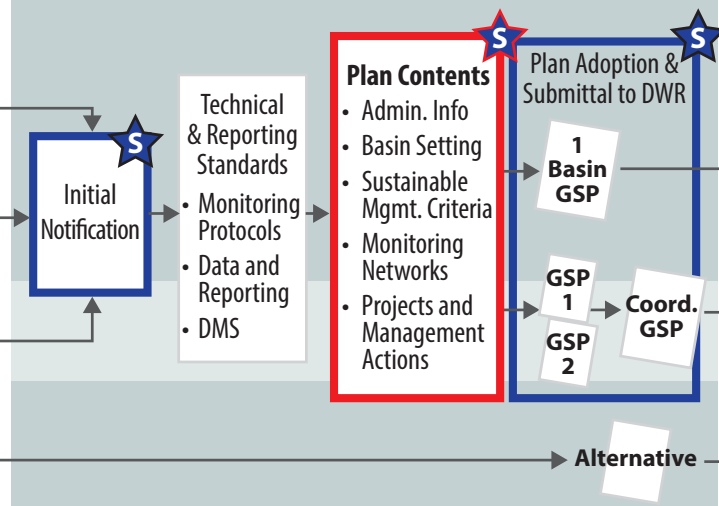 S
Initial
Notification
Technical
& Reporting
Standards
• Monitoring
Protocols
• Data and
Reporting
• DMS
S
Plan Contents
• Admin. Info
• Basin Setting
• Sustainable
Mgmt. Criteria
• Monitoring
Networks
• Projects and
Management
Actions
S
Plan Adoption &
Submittal to DWR
1
Basin
GSP
GSP
1
GSP
2
Coord.
GSP
Alternative